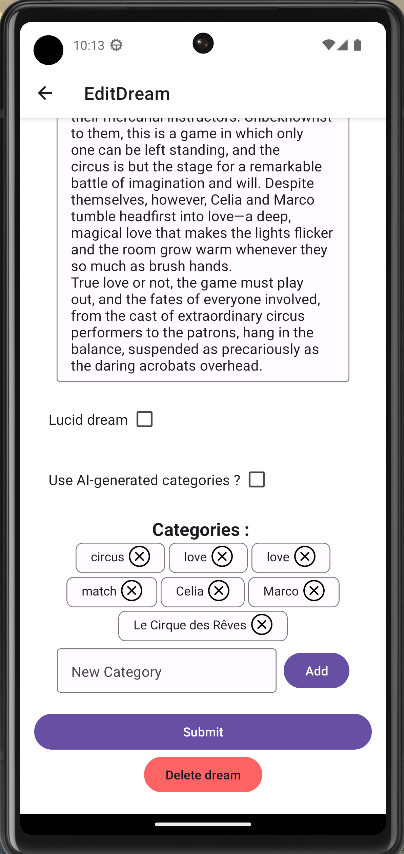 10:13
EditDream
their mercurial instructors. Unbeknownst
to them, this is a game in which only
one can be left standing, and the
circus is but the stage for a remarkable
battle of imagination and will. Despite
themselves, however, Celia and Marco
tumble headfirst into love—a deep,
magical love that makes the lights flicker
and the room grow warm whenever they
so much as brush hands.
True love or not, the game must play
out, and the fates of everyone involved,
from the cast of extraordinary circus
performers to the patrons, hang in the
balance, suspended as precariously as
the daring acrobats overhead.
Lucid dream
Use AI-generated categories ?
Categories :
circus love love
match Celia Marco
Le Cirque des Rêves
New Category Add
Submit
Delete dream